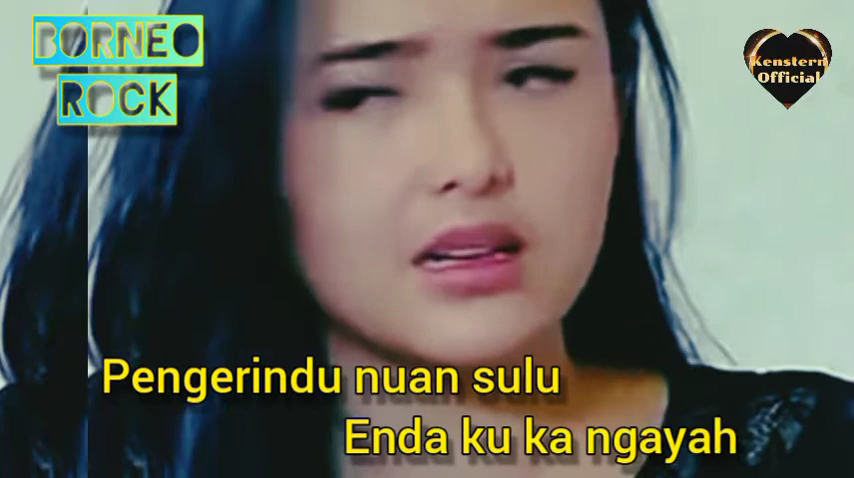 BORNEO
ROCK
Kenstern
Official
Pengerindu nuan sulu
Enda ku ka ngayah